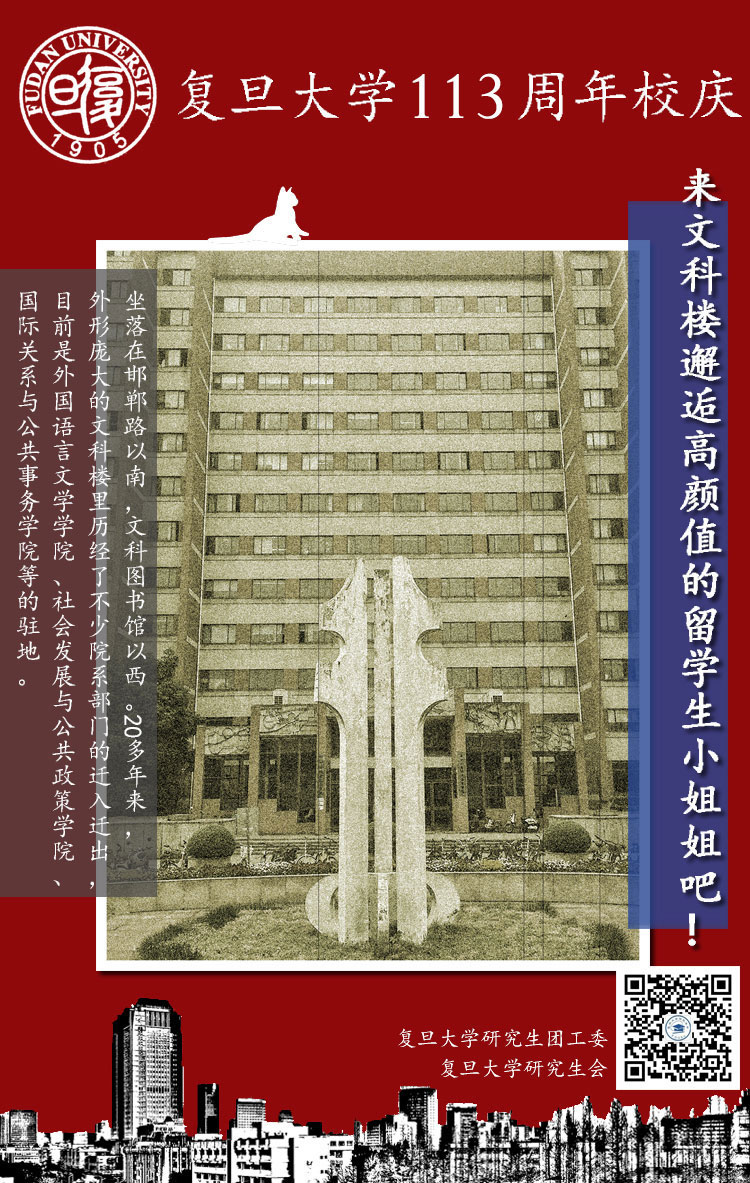 FUDAN UNIVERSITY
復旦
1905
复旦大学113周年校庆
来文科楼邂逅高颜值的留学生小姐姐吧！
坐落在邯郸路以南，文科图书馆以西。20多年来，
外形庞大的文科楼里历经了不少院系部门的迁入迁出，
目前是外国语言文学学院、社会发展与公共政策学院、
国际关系与公共事务学院等的驻地。
复旦大学研究生团工委
复旦大学研究生会